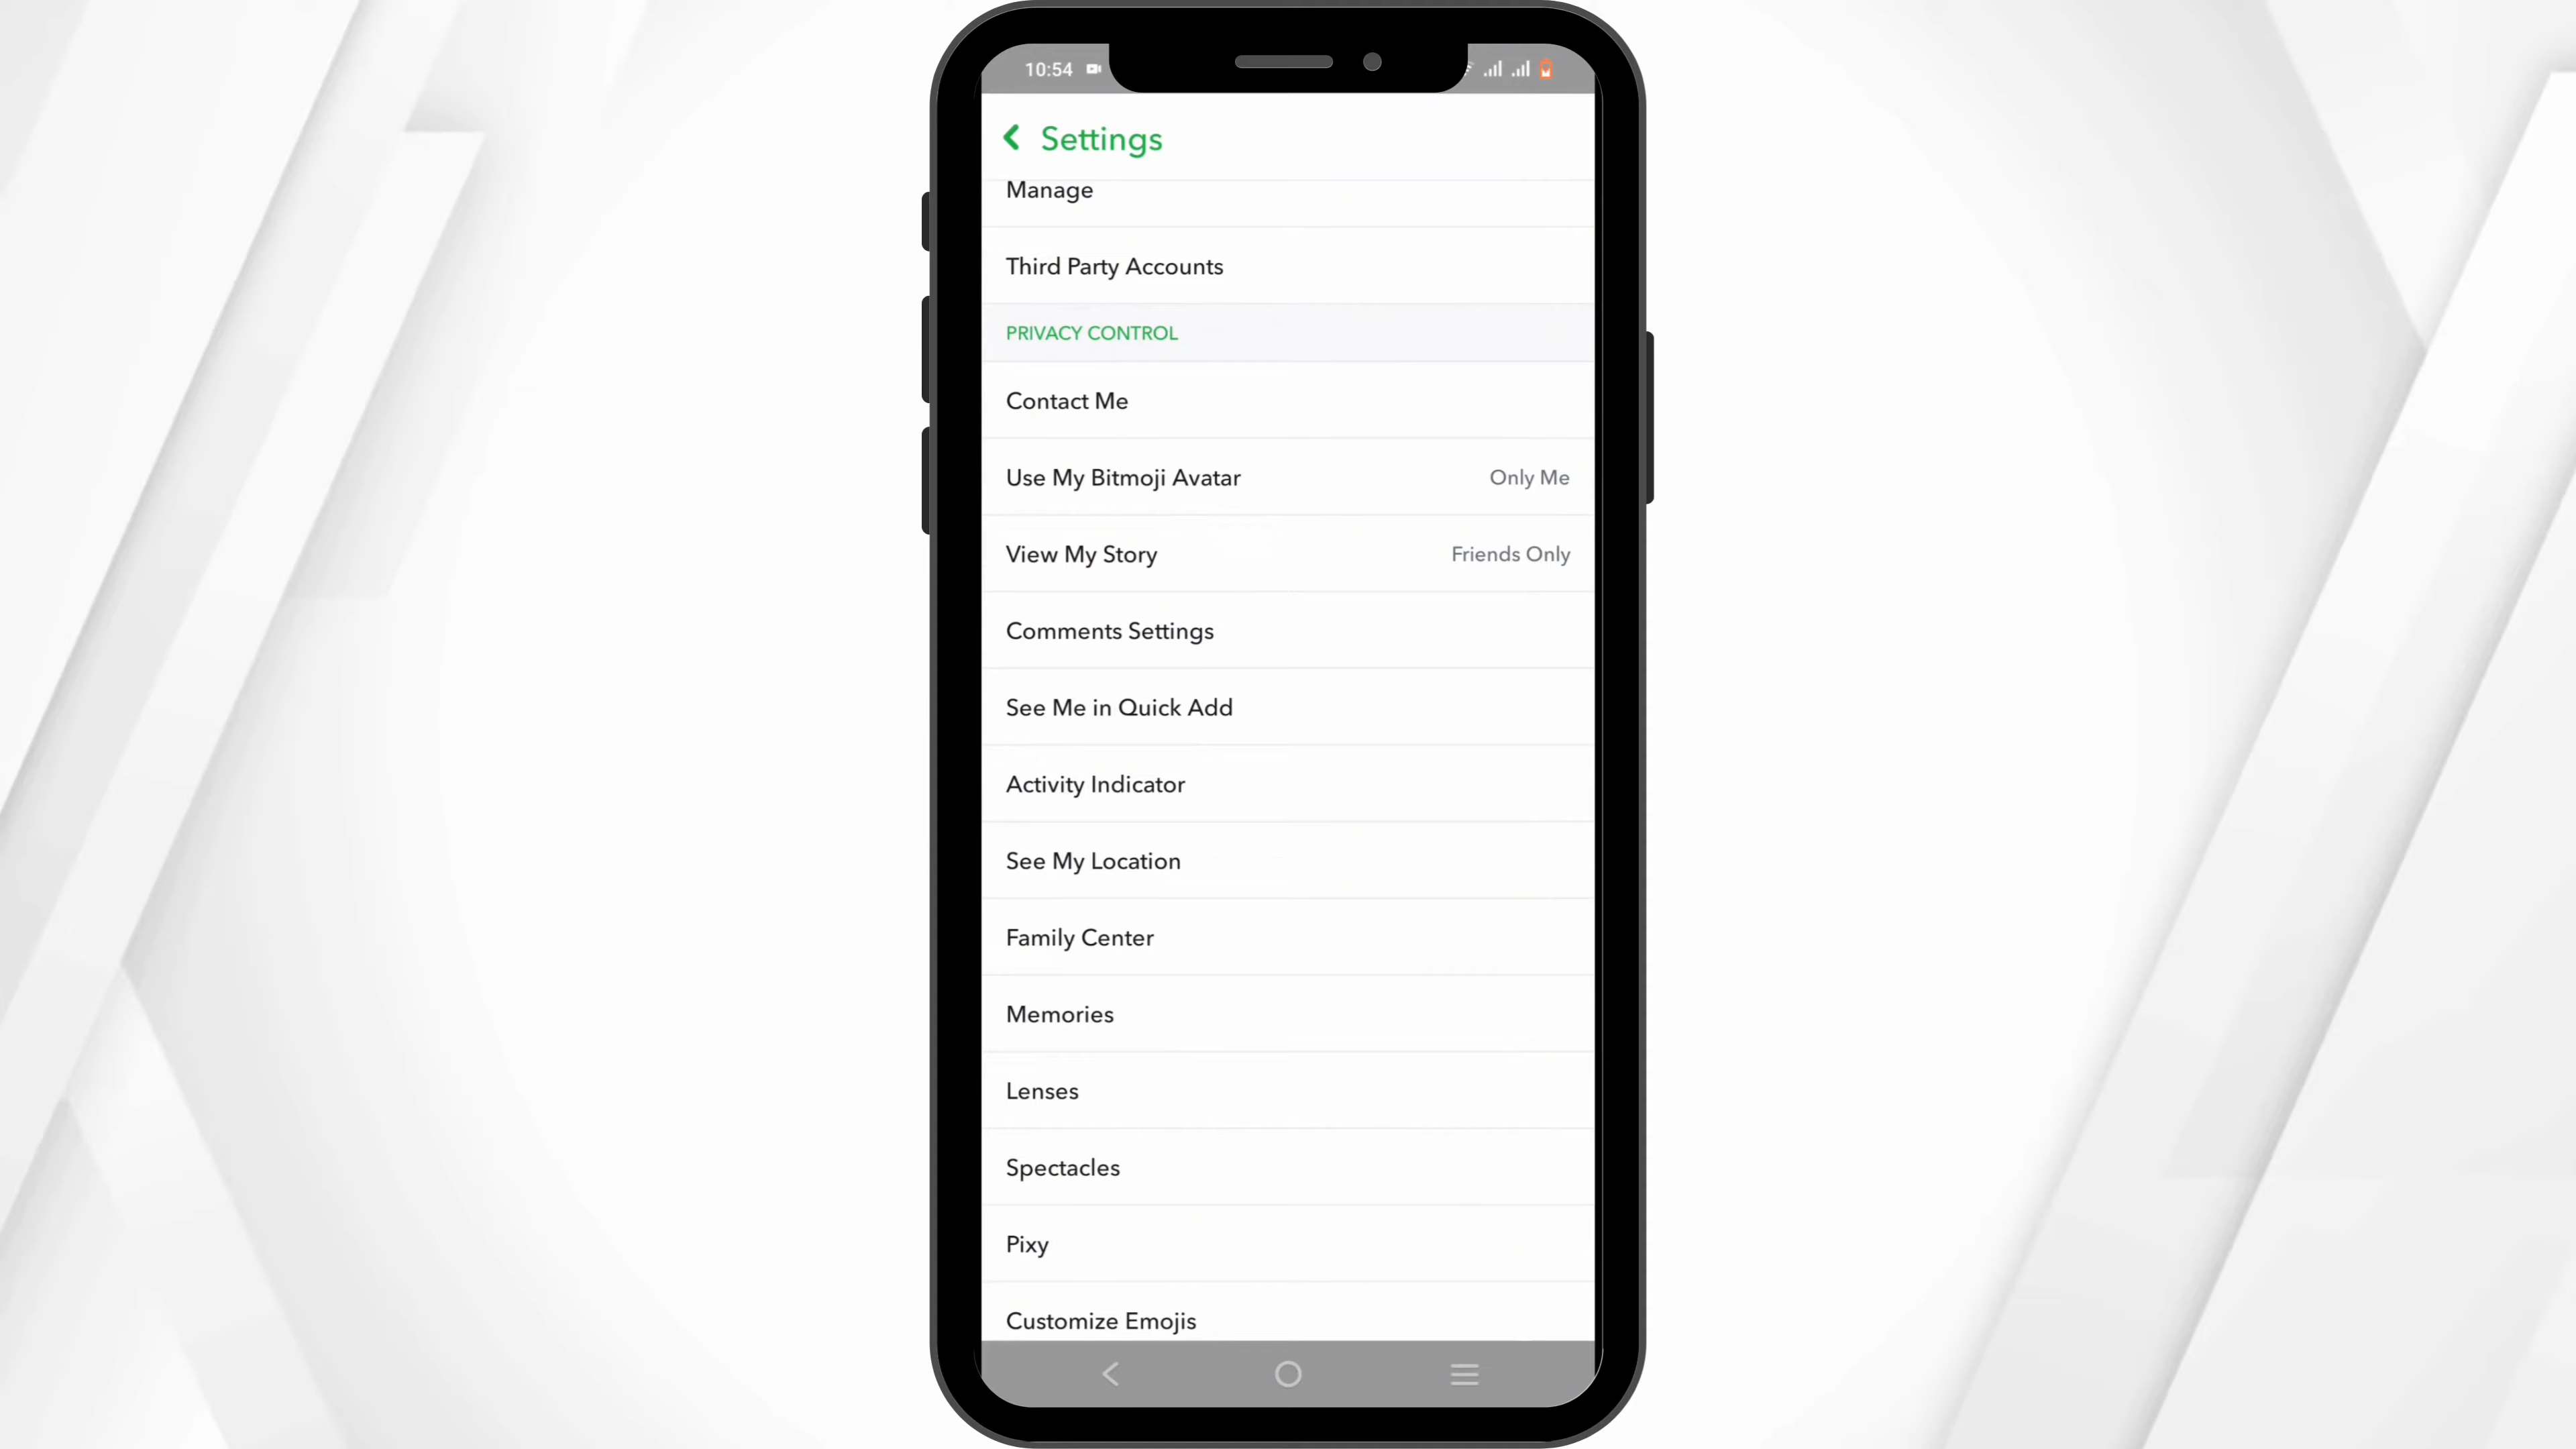 10:54
Settings
Manage
Third Party Accounts
PRIVACY CONTROL
Contact Me
Use My Bitmoji Avatar Only Me
View My Story Friends Only
Comments Settings
See Me in Quick Add
Activity Indicator
See My Location
Family Center
Memories
Lenses
Spectacles
Pixy
Customize Emojis